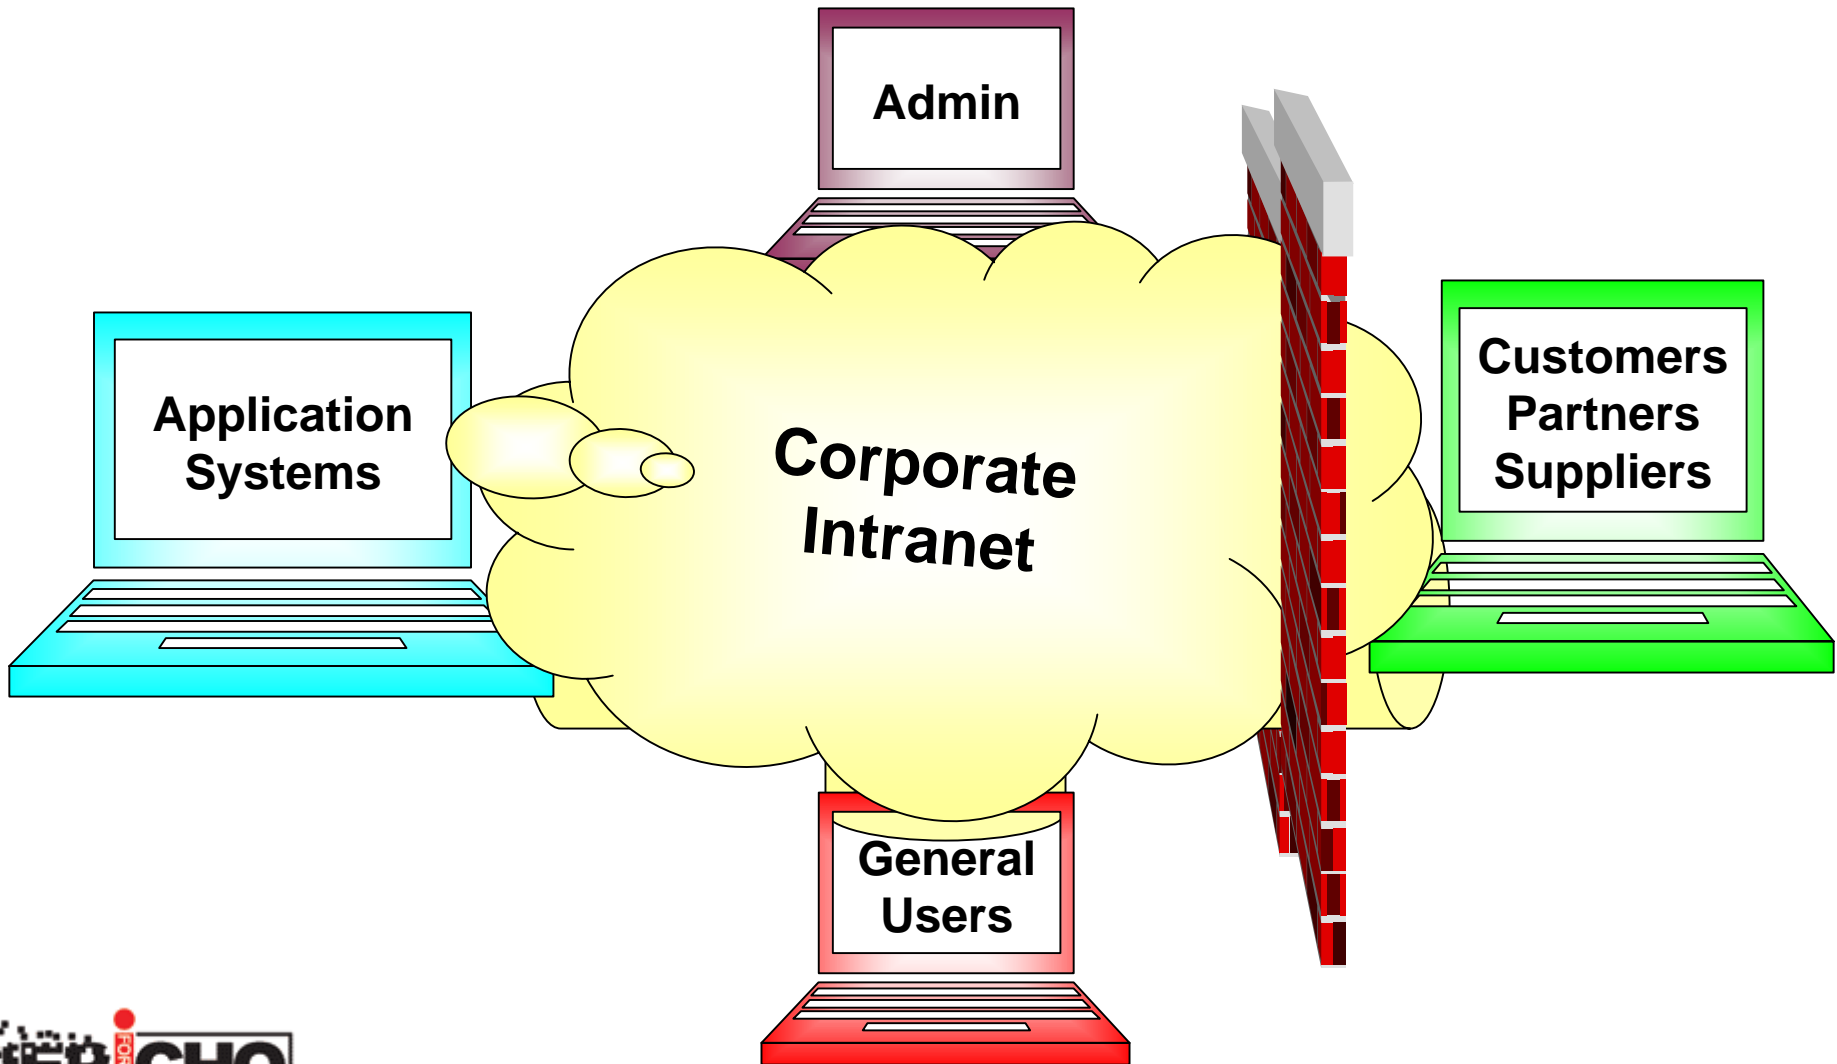 Admin
Application
Systems
Corporate
Intranet
Customers
Partners
Suppliers
General
Users